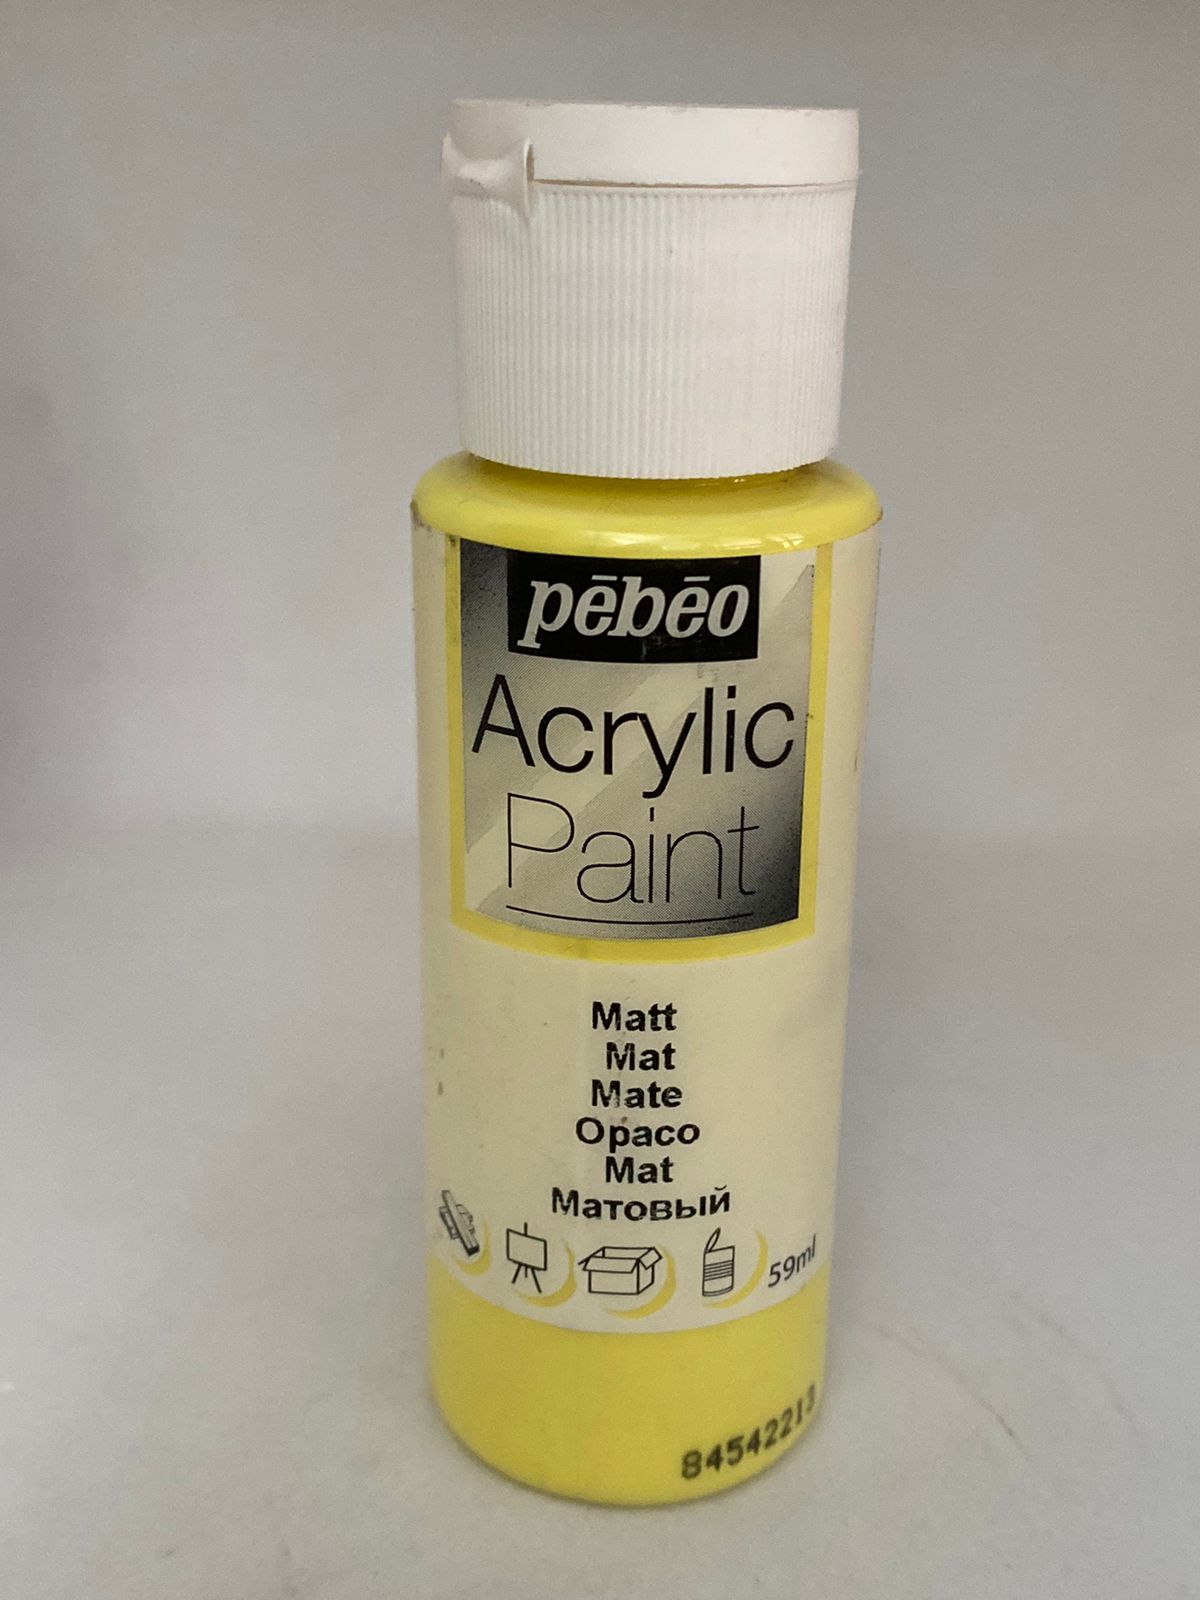 pēbēo
Acrylic
Paint
Matt
Mat
Mate
Opaco
Mat
Матовый
59ml
84542213